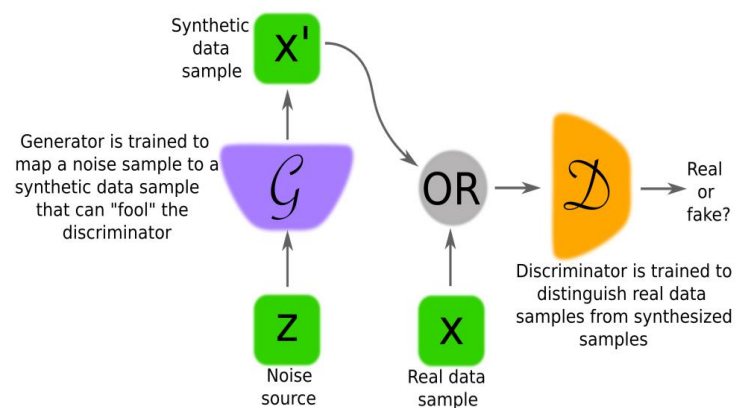 Synthetic
data
sample
x'
Generator is trained to
map a noise sample to a
synthetic data sample
that can "fool" the
discriminator
G
OR
D
Real
or
fake?
Discriminator is trained to
distinguish real data
samples from synthesized
samples
z
x
Noise
source
Real data
sample